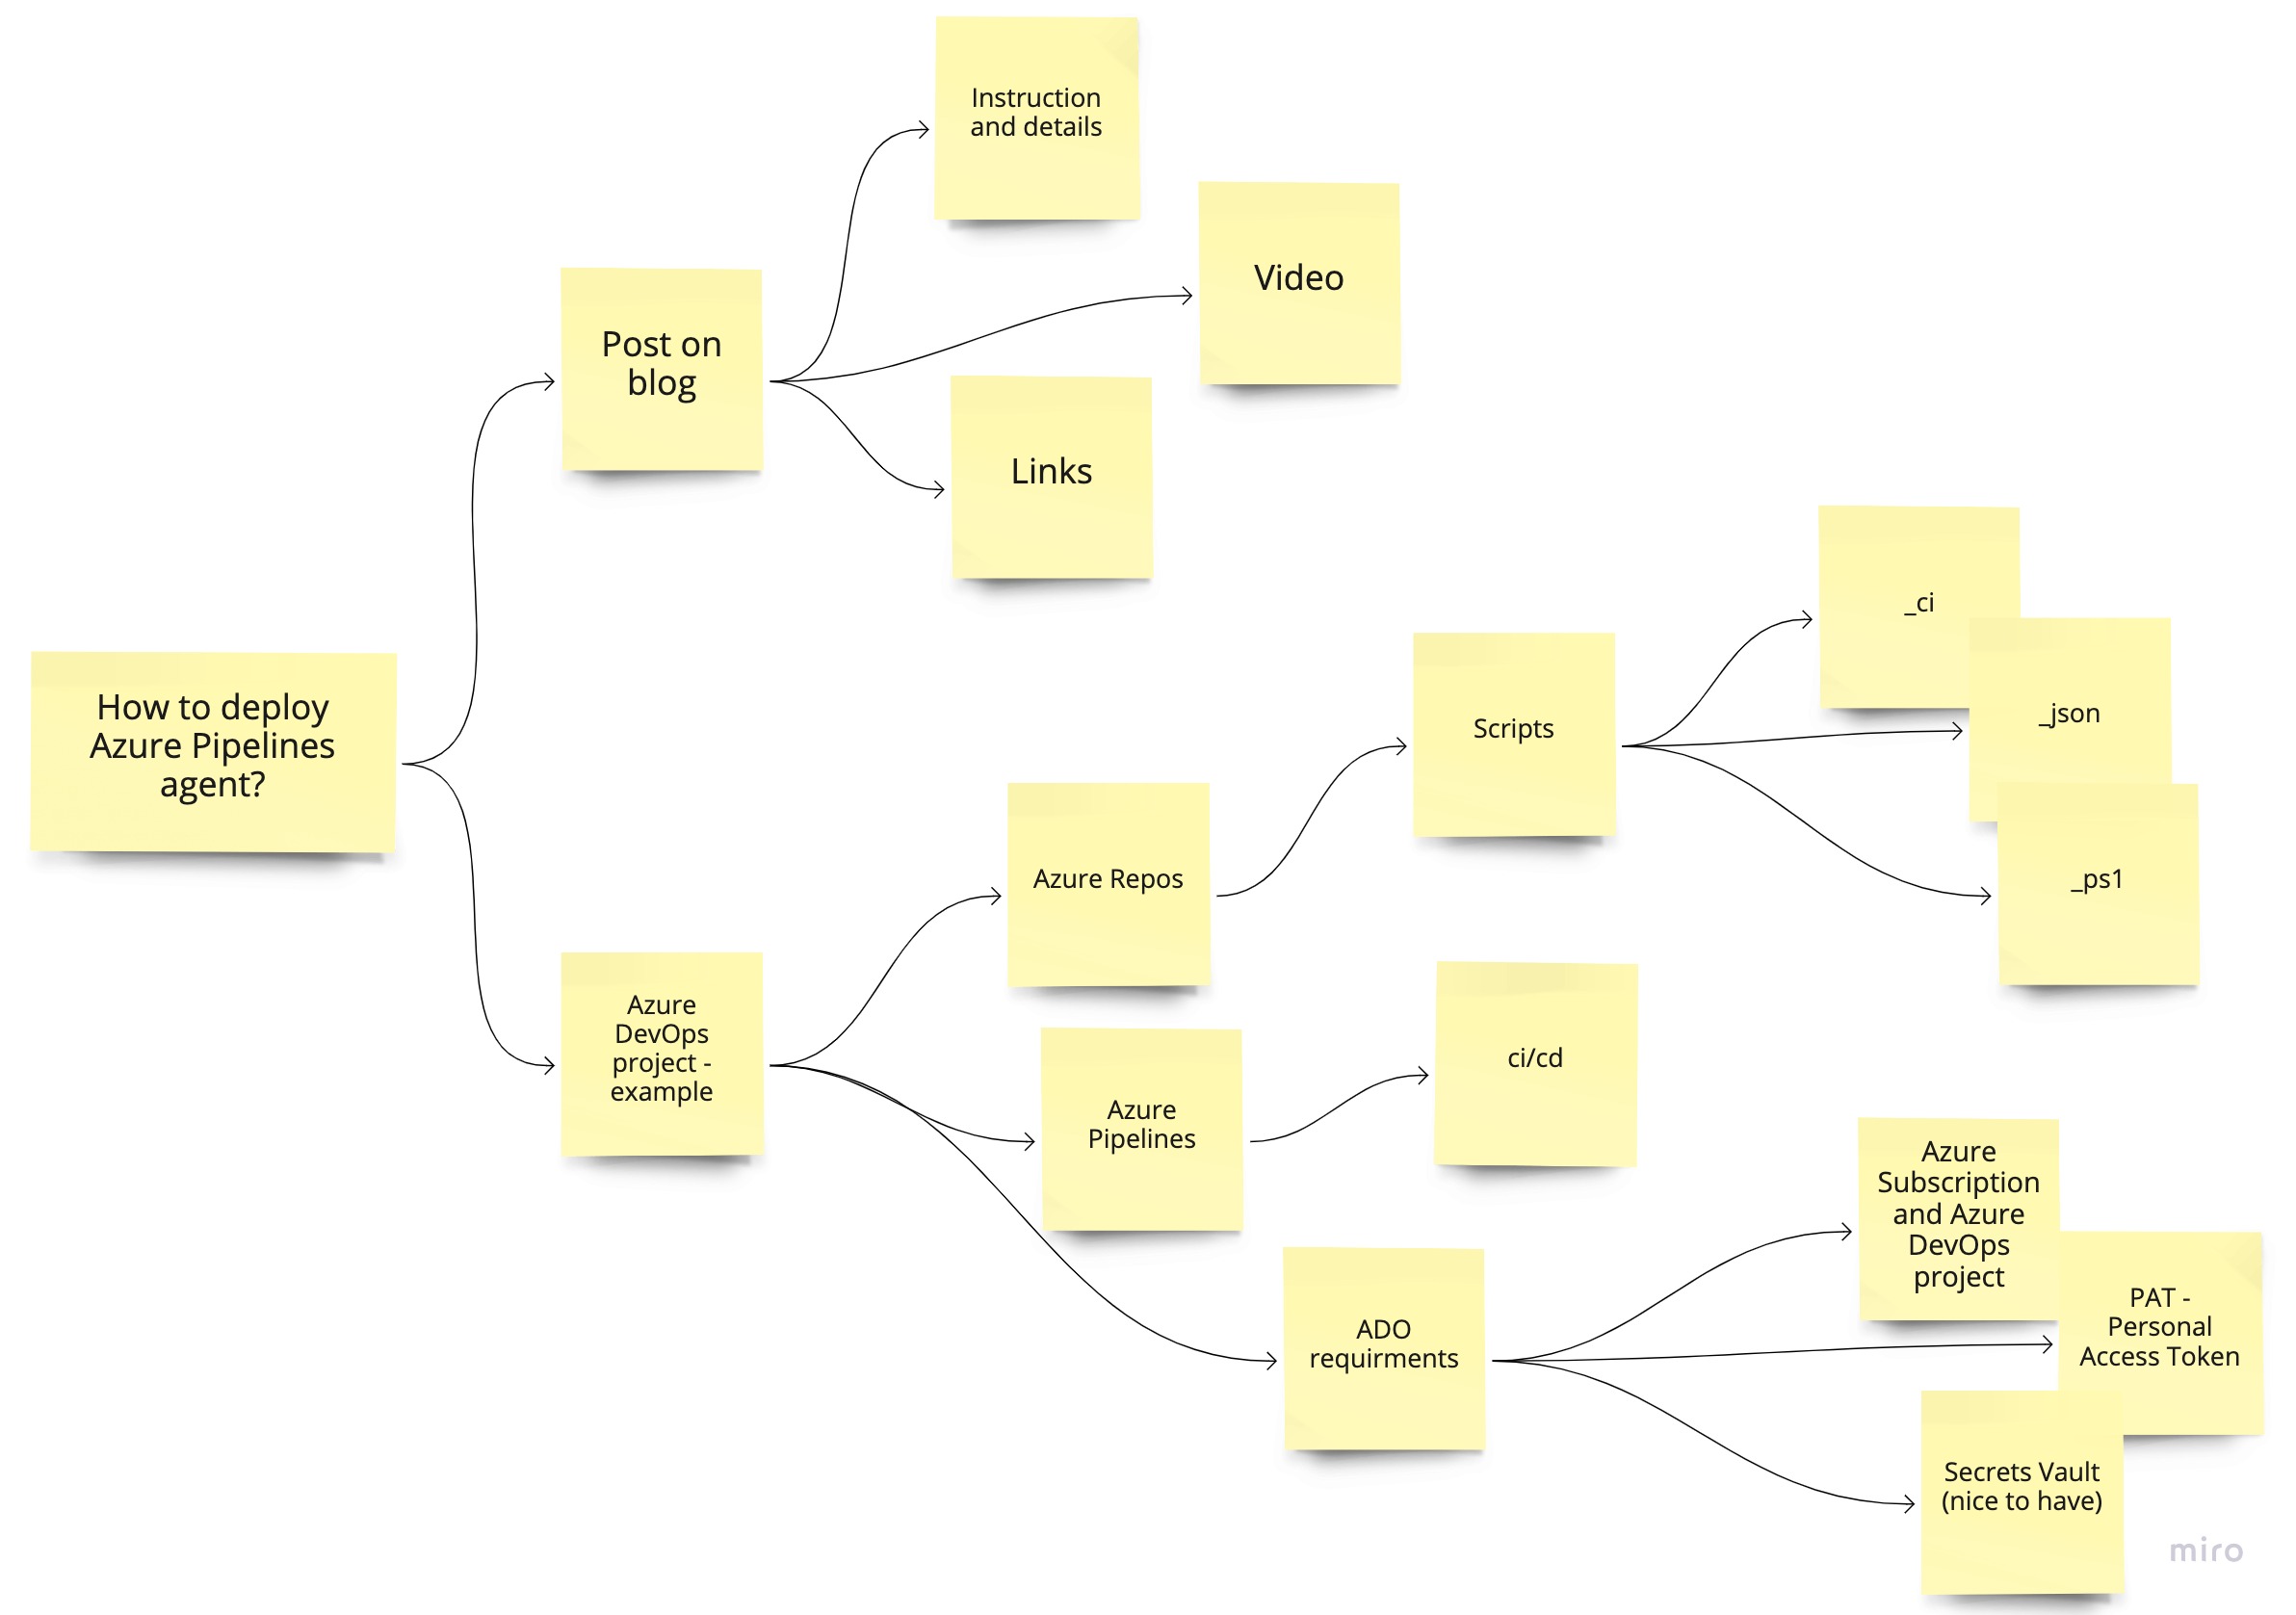 Instruction
and details
Video
Post on
blog
Links
_ci
_json
Scripts
How to deploy
Azure Pipelines
agent?
_ps1
Azure Repos
Azure
DevOps
project -
example
ci/cd
Azure
Pipelines
Azure
Subscription
and Azure
DevOps
project
PAT -
Personal
Access Token
ADO
requirments
Secrets Vault
(nice to have)
miro